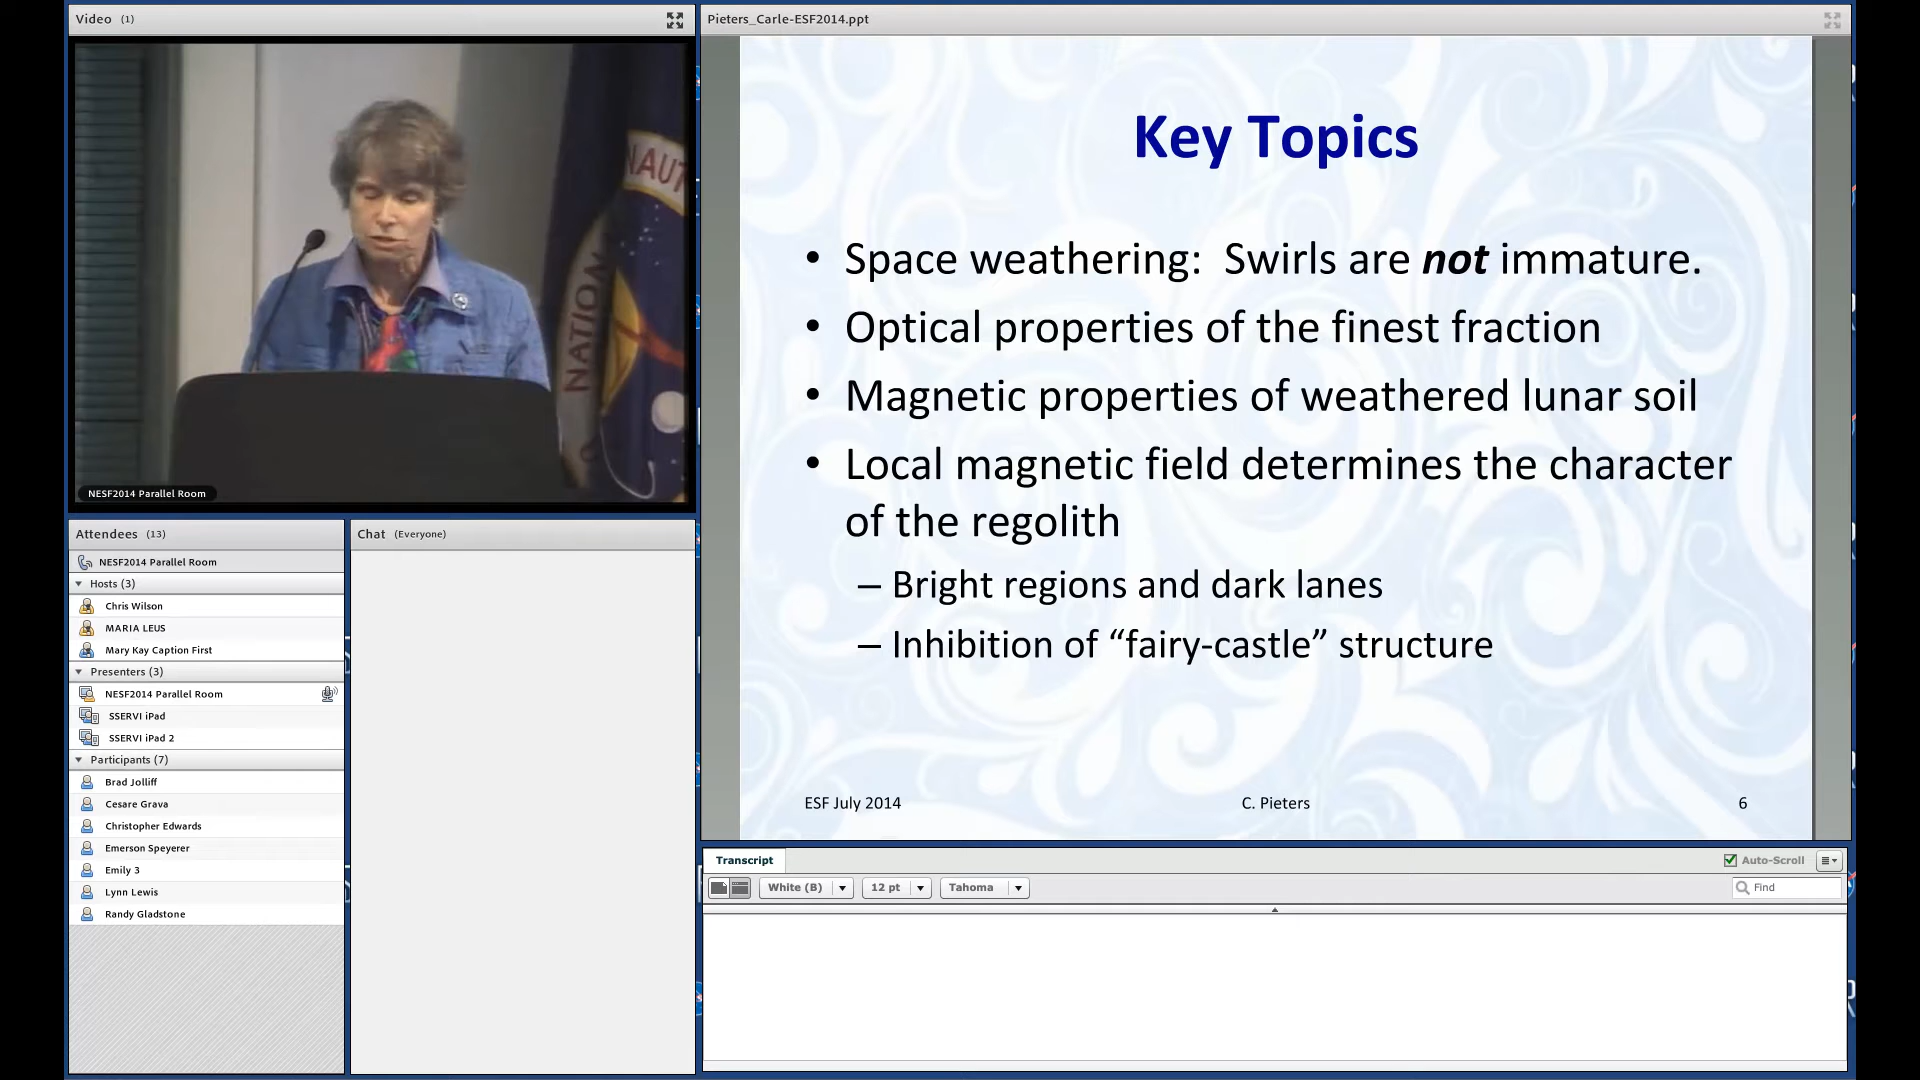 Video (1)
NAUT
NATION
NESF2014 Parallel Room
Attendees (13)
NESF2014 Parallel Room
Hosts (3)
Chris Wilson
MARIA LEUS
Mary Kay Caption First
Presenters (3)
NESF2014 Parallel Room
SSERVI iPad
SSERVI iPad 2
Participants (7)
Brad Jolliff
Cesare Grava
Christopher Edwards
Emerson Speyerer
Emily 3
Lynn Lewis
Randy Gladstone
Chat (Everyone)
Pieters_Carle-ESF2014.ppt
Key Topics
• Space weathering: Swirls are not immature.
• Optical properties of the finest fraction
• Magnetic properties of weathered lunar soil
• Local magnetic field determines the character
of the regolith
– Bright regions and dark lanes
– Inhibition of “fairy-castle” structure
ESF July 2014 C. Pieters 6
Transcript Auto-Scroll
White (B) 12 pt Tahoma Find